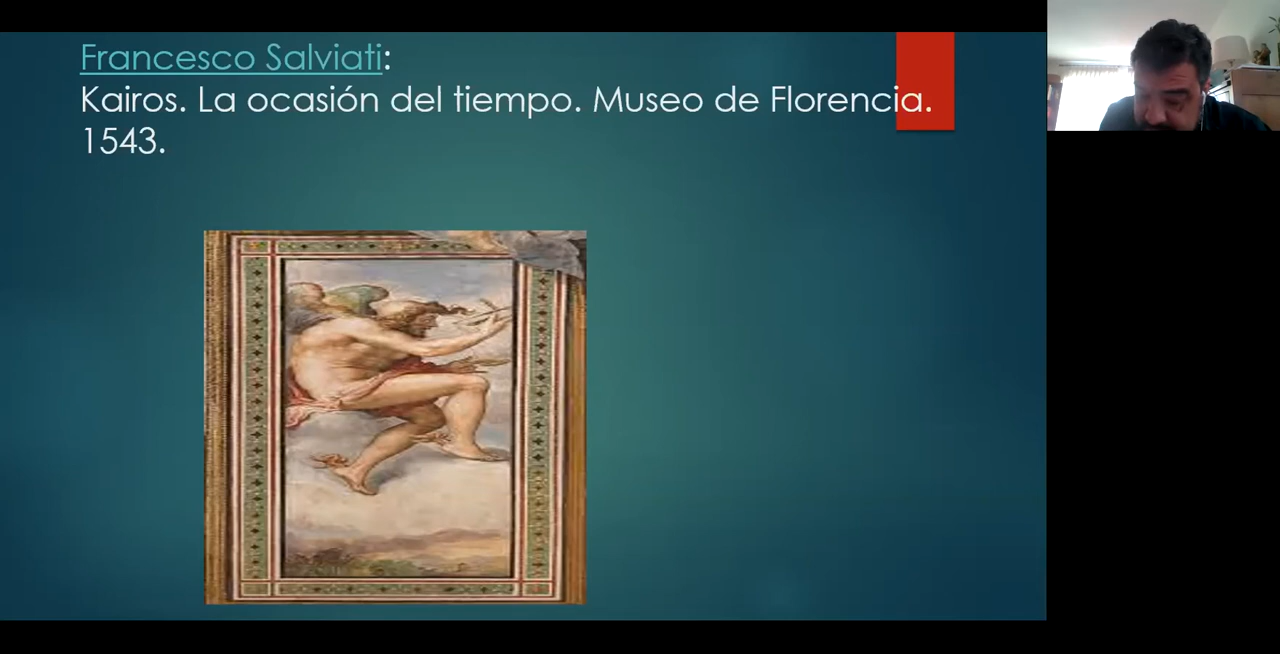 Francesco Salviati:
Kairos. La ocasión del tiempo. Museo de Florencia.
1543.